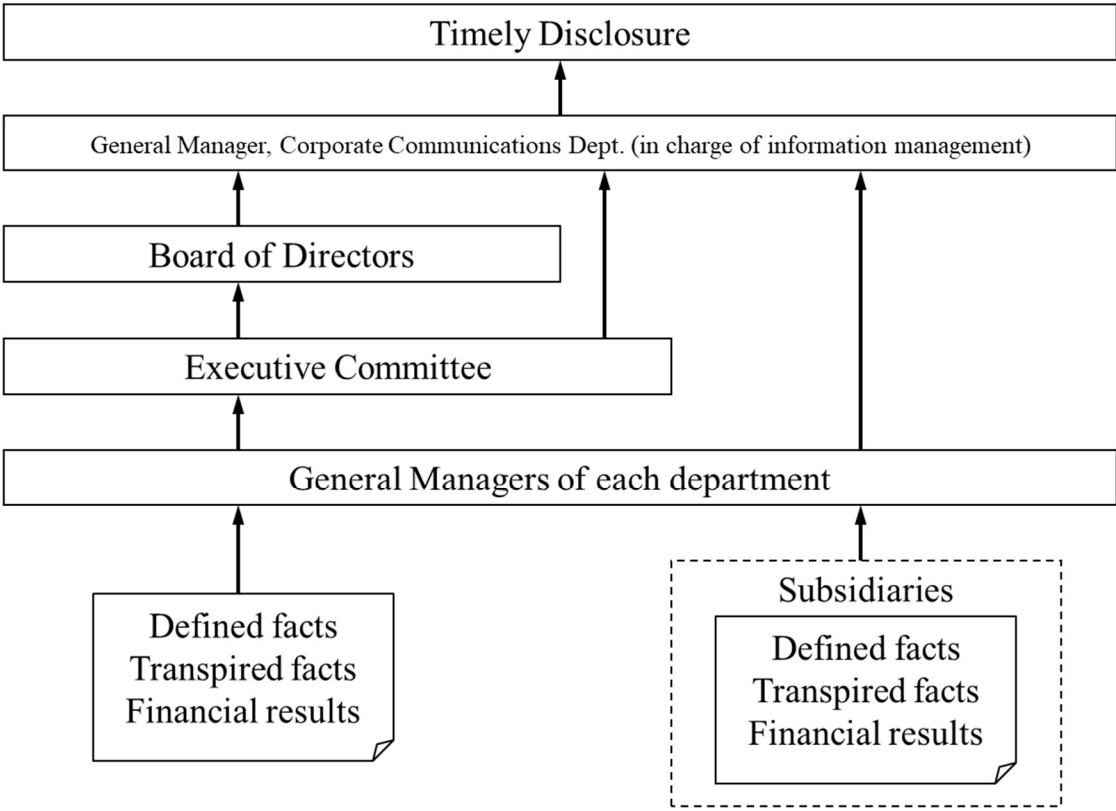 Timely Disclosure
General Manager, Corporate Communications Dept. (in charge of information management)
Board of Directors
Executive Committee
General Managers of each department
Defined facts
Transpired facts
Financial results
Subsidiaries
Defined facts
Transpired facts
Financial results